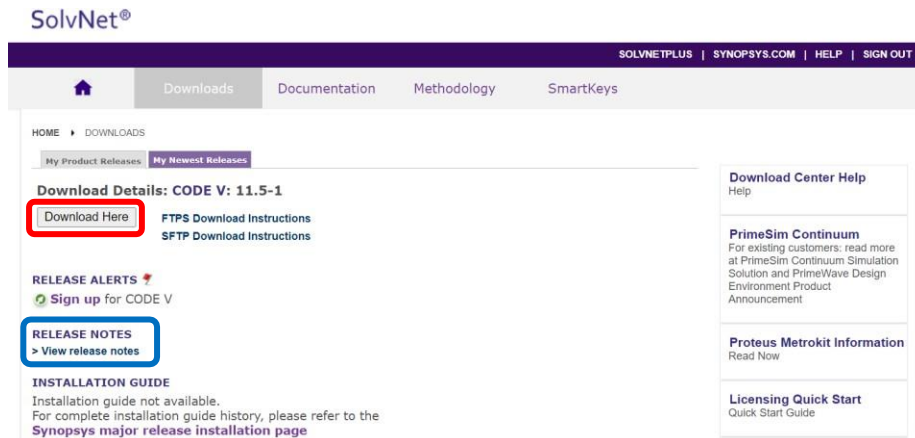 SolvNet®
SOLVNETPLUS | SYNOPSYS.COM | HELP | SIGN OUT
Downloads Documentation Methodology SmartKeys
HOME ▸ DOWNLOADS
My Product Releases My Newest Releases
Download Details: CODE V: 11.5-1
Download Here
FTPS Download Instructions
SFTP Download Instructions
RELEASE ALERTS
Sign up for CODE V
RELEASE NOTES
> View release notes
INSTALLATION GUIDE
Installation guide not available.
For complete installation guide history, please refer to the
Synopsys major release installation page
Download Center Help
Help
PrimeSim Continuum
For existing customers: read more
at PrimeSim Continuum Simulation
Solution and PrimeWave Design
Environment Product
Announcement
Proteus Metrokit Information
Read Now
Licensing Quick Start
Quick Start Guide